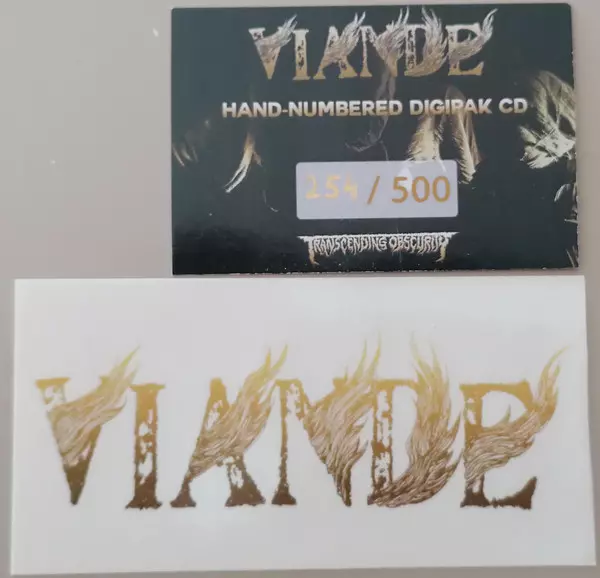 VIANDE
HAND-NUMBERED DIGIPAK CD
254 / 500
TRANSCENDING OBSCURITY
VIANDE